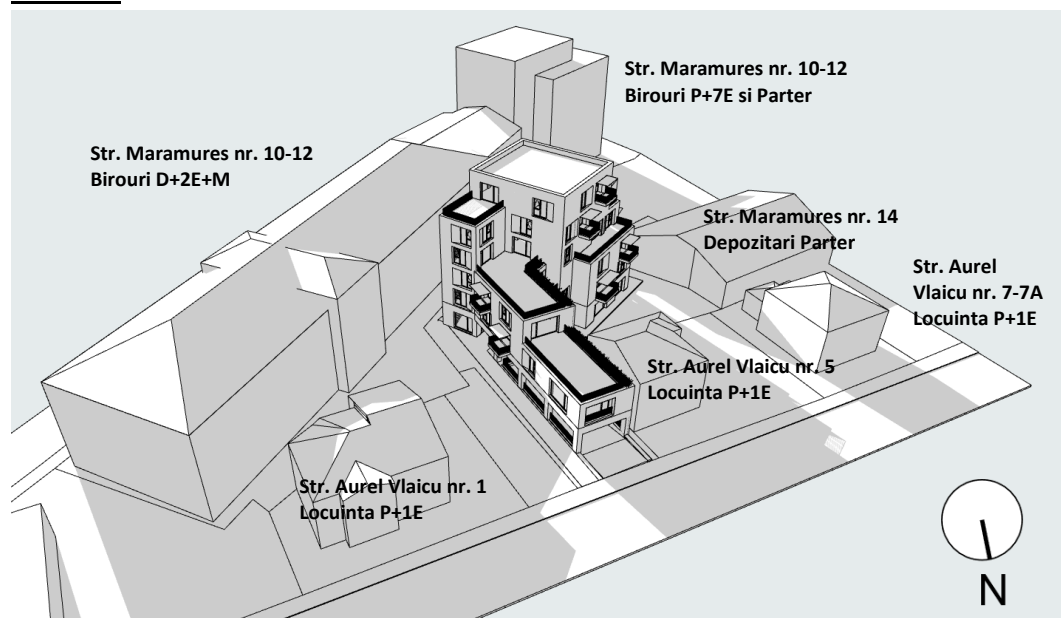 Str. Maramures nr. 10-12
Birouri P+7E si Parter
Str. Maramures nr. 10-12
Birouri D+2E+M
Str. Maramures nr. 14
Depozitari Parter
Str. Aurel
Vlaicu nr. 7-7A
Locuinta P+1E
Str. Aurel Vlaicu nr. 5
Locuinta P+1E
Str. Aurel Vlaicu nr. 1
Locuinta P+1E
N